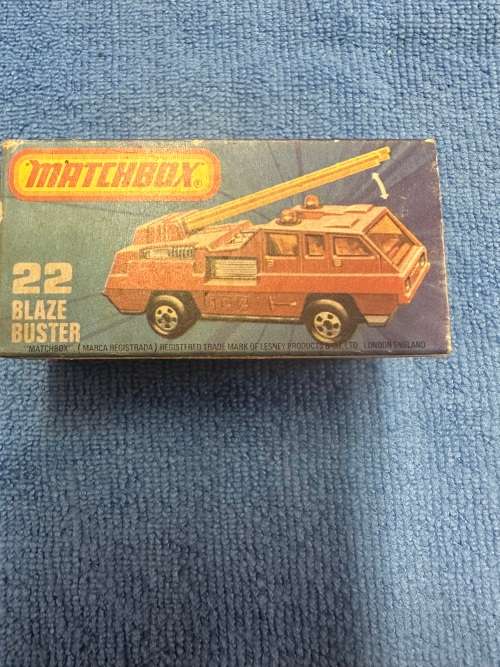 MATCHBOX®
22
BLAZE
BUSTER
"MATCHBOX" (MARCA REGISTRADA) REGISTERED TRADE MARK OF LESNEY PRODUCTS & CO. LTD. LONDON ENGLAND